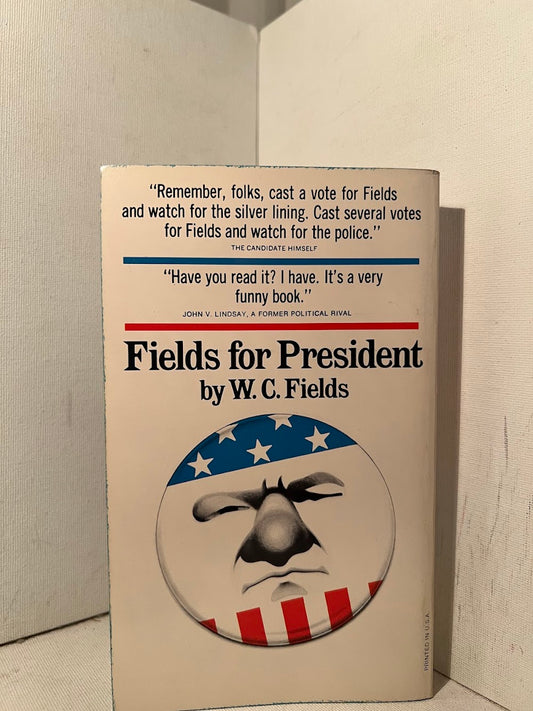 “Remember, folks, cast a vote for Fields
and watch for the silver lining. Cast several votes
for Fields and watch for the police.”
THE CANDIDATE HIMSELF
“Have you read it? I have. It’s a very
funny book.”
JOHN V. LINDSAY, A FORMER POLITICAL RIVAL
Fields for President
by W. C. Fields
PRINTED IN U.S.A.